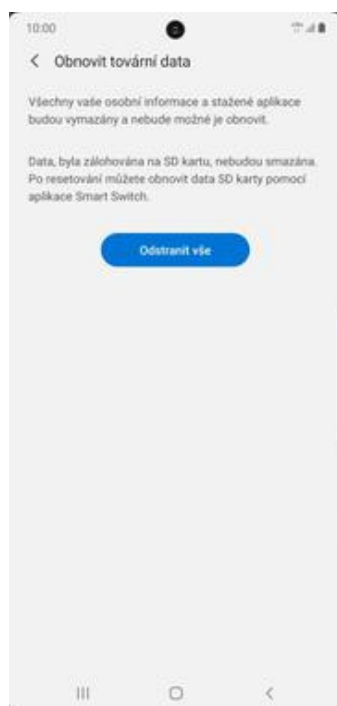 10:00
Obnovit tovární data
Všechny vaše osobní informace a stažené aplikace
budou vymazány a nebude možné je obnovit.
Data, byla zálohována na SD kartu, nebudou smazána.
Po resetování můžete obnovit data SD karty pomocí
aplikace Smart Switch.
Odstranit vše